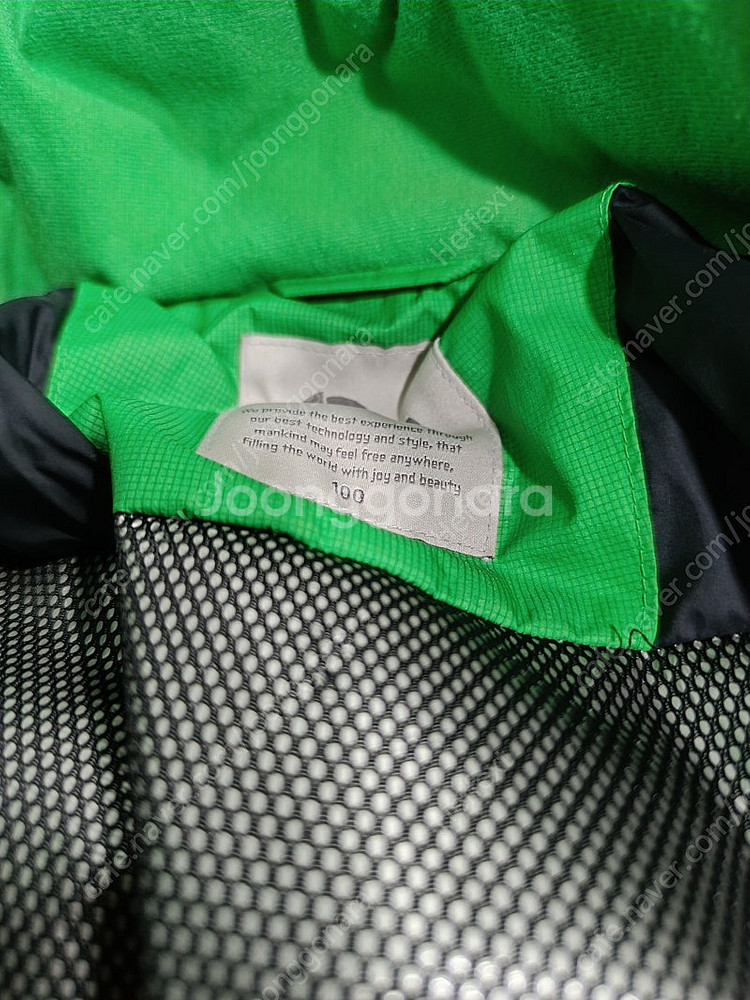 We provide the best experience through
our best technology and style, that
mankind may feel free anywhere,
filling the world with joy and beauty
100
Joonggonara
cafe.naver.com/joonggonara
Heffext